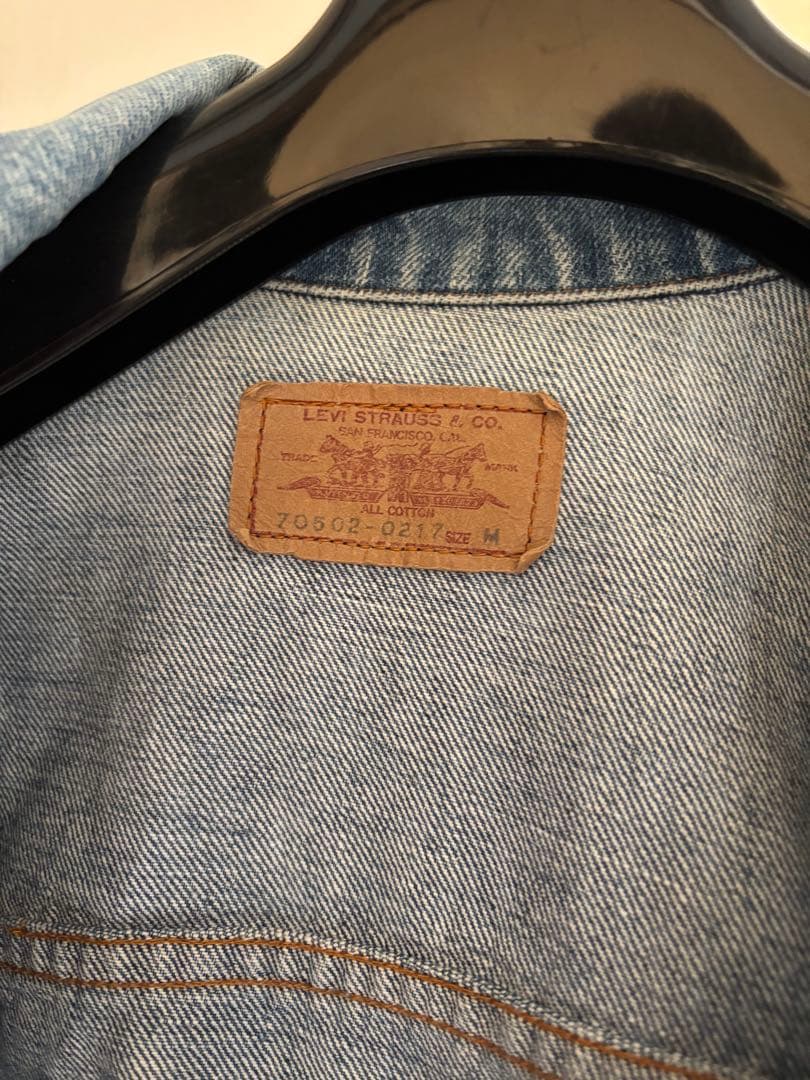 LEVI STRAUSS & CO.
SAN FRANCISCO, CAL.
TRADE MARK
ALL COTTON
70502-0217 SIZE M